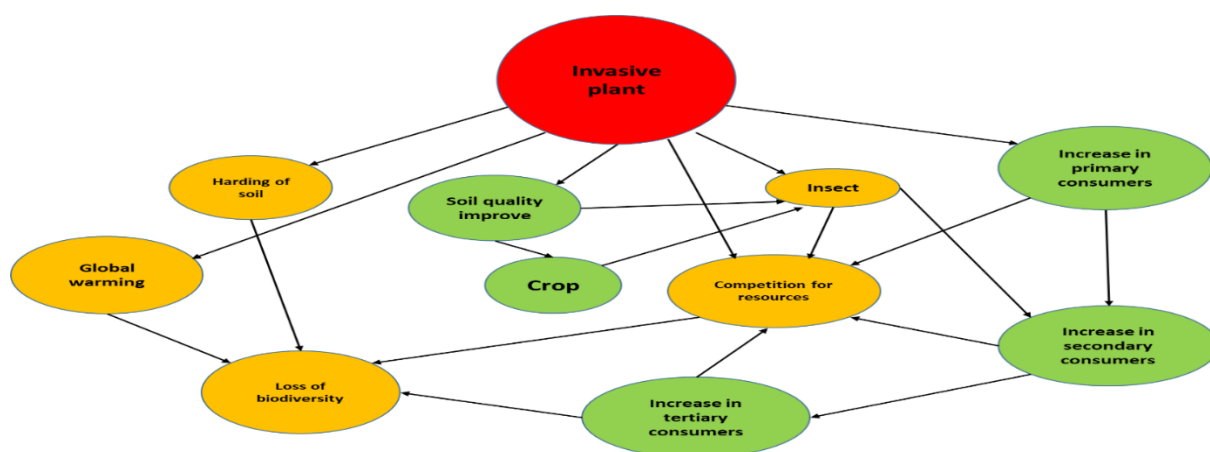 Invasive
plant
Harding of
soil
Global
warming
Soil quality
improve
Crop
Insect
Increase in
primary
consumers
Competition for
resources
Increase in
secondary
consumers
Loss of
biodiversity
Increase in
tertiary
consumers